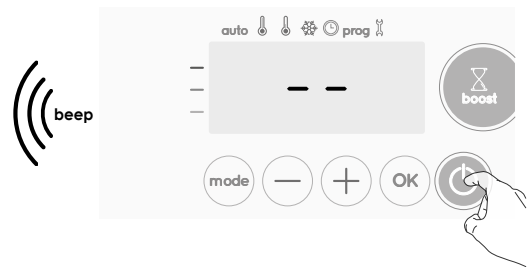 auto prog
beep
– –
boost
mode − + OK